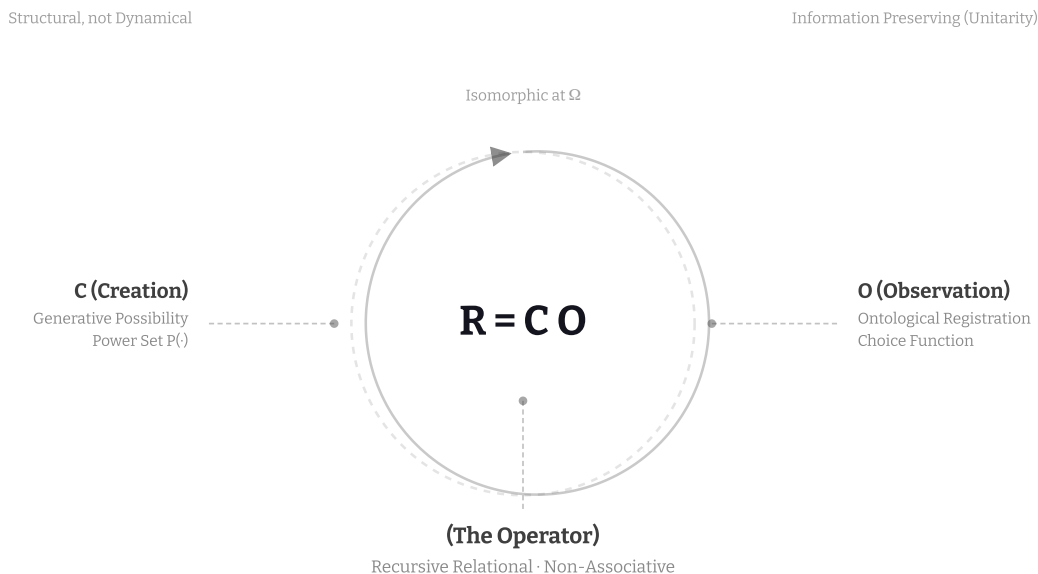 Structural, not Dynamical
Information Preserving (Unitarity)
Isomorphic at Ω
C (Creation)
Generative Possibility
Power Set P(·)
R = C O
O (Observation)
Ontological Registration
Choice Function
(The Operator)
Recursive Relational · Non-Associative